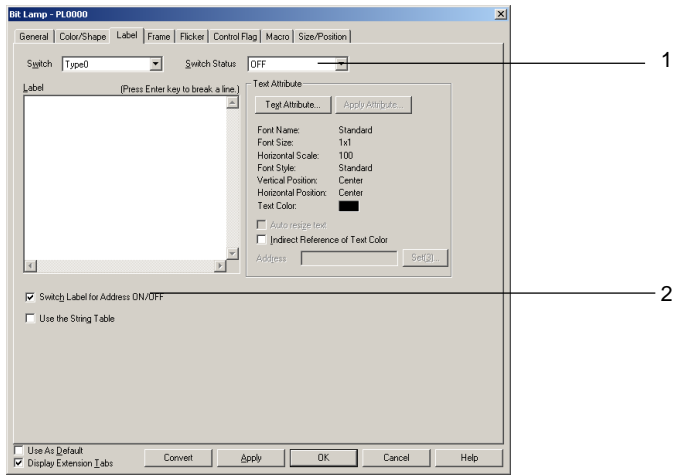 Bit Lamp - PL0000
General Color/Shape Label Frame Flicker Control Flag Macro Size/Position
Switch Type0 Switch Status OFF 1
Label (Press Enter key to break a line.) Text Attribute
Text Attribute... Apply Attribute...
Font Name: Standard
Font Size: 1x1
Horizontal Scale: 100
Font Style: Standard
Vertical Position: Center
Horizontal Position: Center
Text Color:
Auto resize text
Indirect Reference of Text Color
Address Set(3)...
Switch Label for Address ON/OFF 2
Use the String Table
Use As Default
Display Extension Tabs
Convert Apply OK Cancel Help